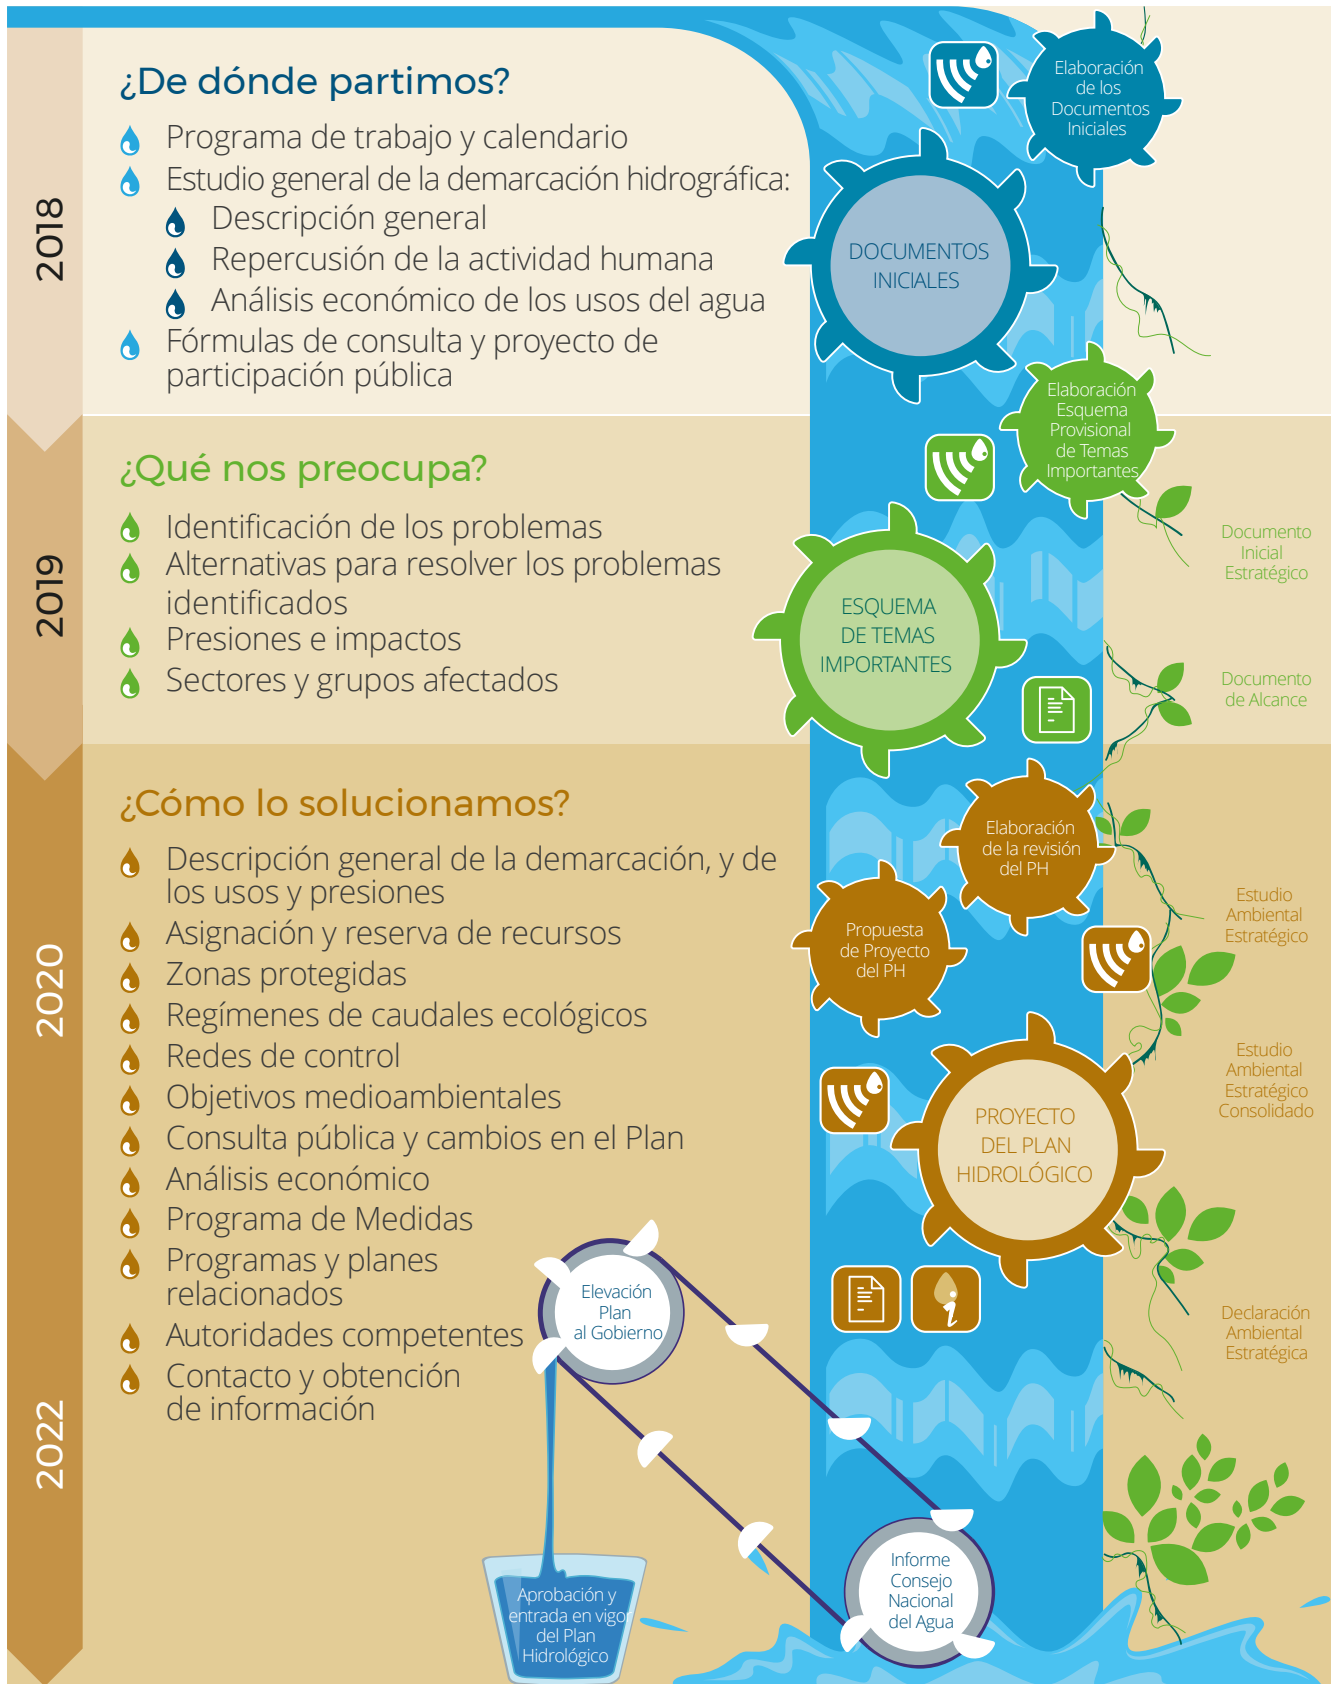 2018
¿De dónde partimos?
Programa de trabajo y calendario
Estudio general de la demarcación hidrográfica:
Descripción general
Repercusión de la actividad humana
Análisis económico de los usos del agua
Fórmulas de consulta y proyecto de
participación pública
Elaboración
de los
Documentos
Iniciales
DOCUMENTOS
INICIALES
2019
¿Qué nos preocupa?
Identificación de los problemas
Alternativas para resolver los problemas
identificados
Presiones e impactos
Sectores y grupos afectados
Elaboración
Esquema
Provisional
de Temas
Importantes
ESQUEMA
DE TEMAS
IMPORTANTES
Documento
Inicial
Estratégico
Documento
de Alcance
2020
2022
¿Cómo lo solucionamos?
Descripción general de la demarcación, y de
los usos y presiones
Asignación y reserva de recursos
Zonas protegidas
Regímenes de caudales ecológicos
Redes de control
Objetivos medioambientales
Consulta pública y cambios en el Plan
Análisis económico
Programa de Medidas
Programas y planes
relacionados
Autoridades competentes
Contacto y obtención
de información
Elaboración
de la revisión
del PH
Propuesta
de Proyecto
del PH
Estudio
Ambiental
Estratégico
PROYECTO
DEL PLAN
HIDROLÓGICO
Estudio
Ambiental
Estratégico
Consolidado
Declaración
Ambiental
Estratégica
Elevación
Plan
al Gobierno
Informe
Consejo
Nacional
del Agua
Aprobación y
entrada en vigor
del Plan
Hidrológico